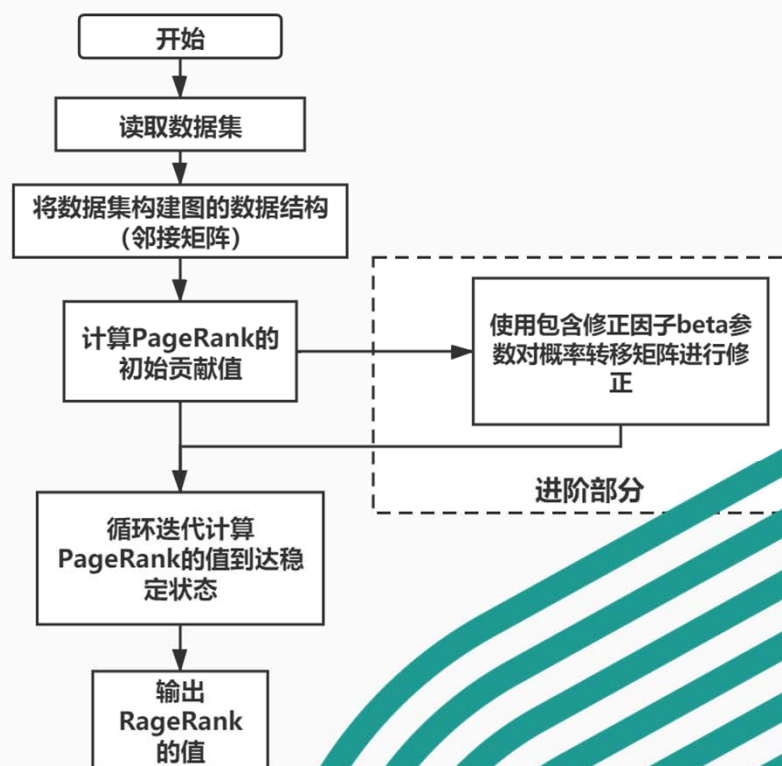 开始
读取数据集
将数据集构建图的数据结构
（邻接矩阵）
计算PageRank的
初始贡献值
使用包含修正因子beta参
数对概率转移矩阵进行修
正
进阶部分
循环迭代计算
PageRank的值到达稳
定状态
输出
RageRank
的值